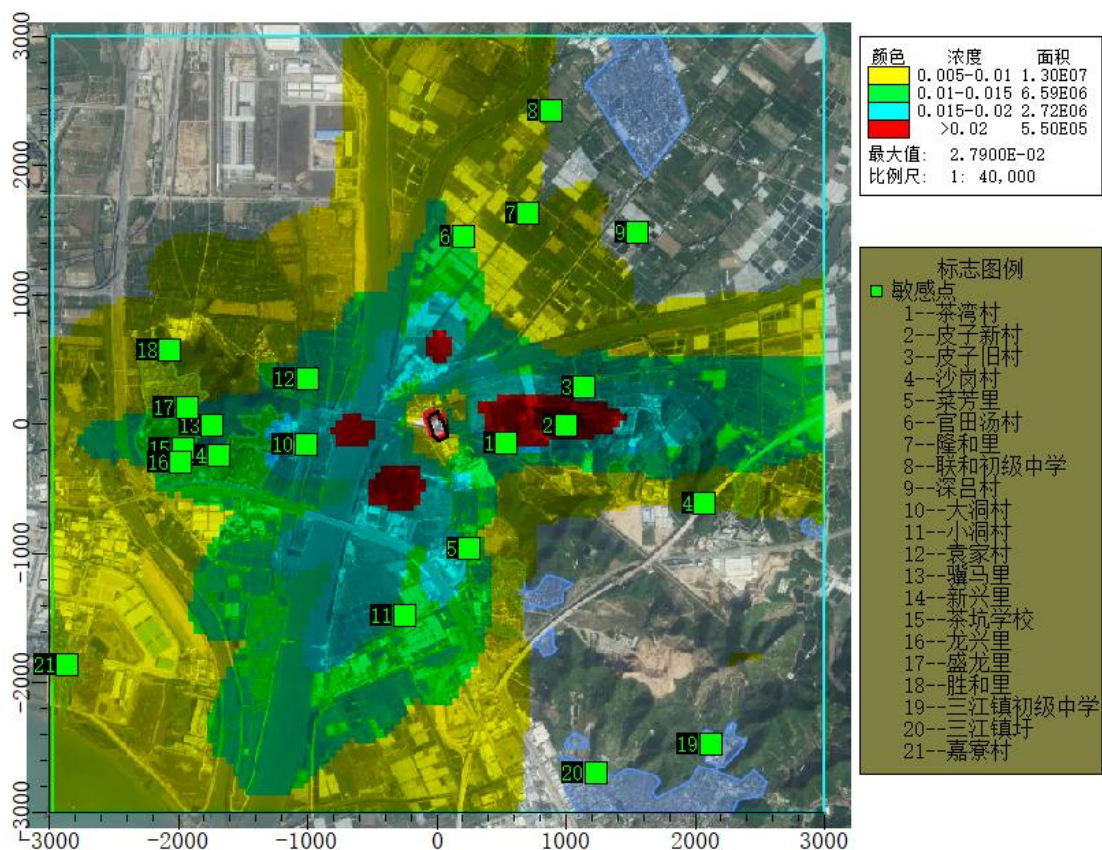 颜色 浓度 面积
0.005-0.01 1.30E07
0.01-0.015 6.59E06
0.015-0.02 2.72E06
>0.02 5.50E05
最大值: 2.7900E-02
比例尺: 1: 40,000
标志图例
敏感点
1--茶湾村
2--皮子新村
3--皮子旧村
4--沙岗村
5--菜芳里
6--官田汤村
7--隆和里
8--联和初级中学
9--深吕村
10--大洞村
11--小洞村
12--袁家村
13--骥马里
14--新兴里
15--茶坑学校
16--龙兴里
17--盛龙里
18--胜和里
19--三江镇初级中学
20--三江镇圩
21--嘉寮村
3000
2000
1000
0
-1000
-2000
-3000
-3000 -2000 -1000 0 1000 2000 3000
8
7
9
6
18
12
3
17
13
2
10
1
15
4
16
4
5
11
21
19
20